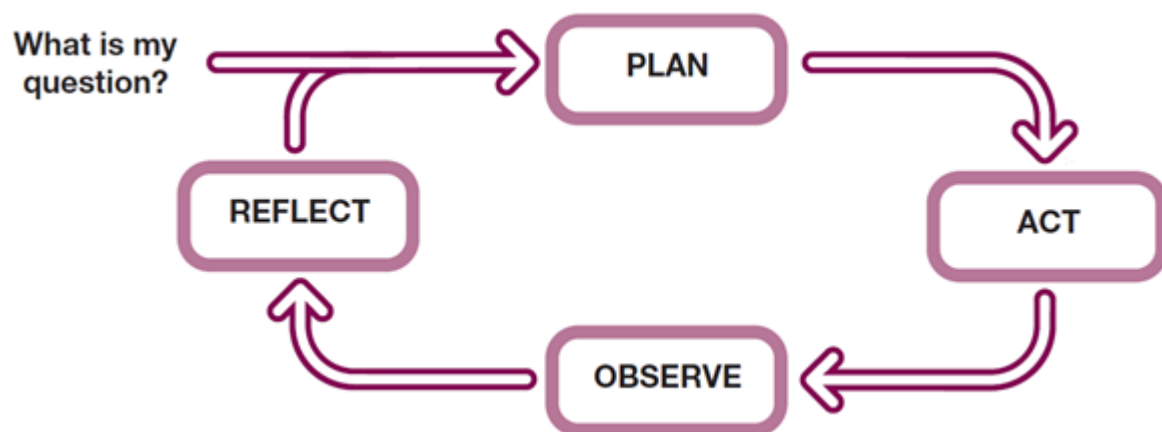 What is my
question?
PLAN
ACT
OBSERVE
REFLECT